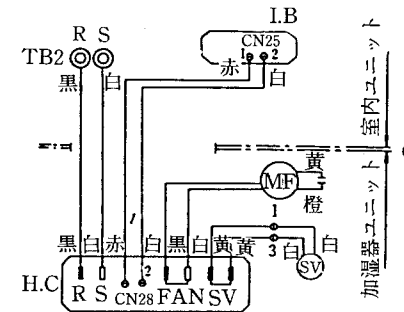 I.B
R S
TB2
CN25
1 2
黒 白 赤 白
室内ユニット
加湿器ユニット
MF
黄
橙
1
3
白 白
SV
黒 白 赤 1 白 黒 白 黄 黄
H.C
R S CN28 2 FAN SV